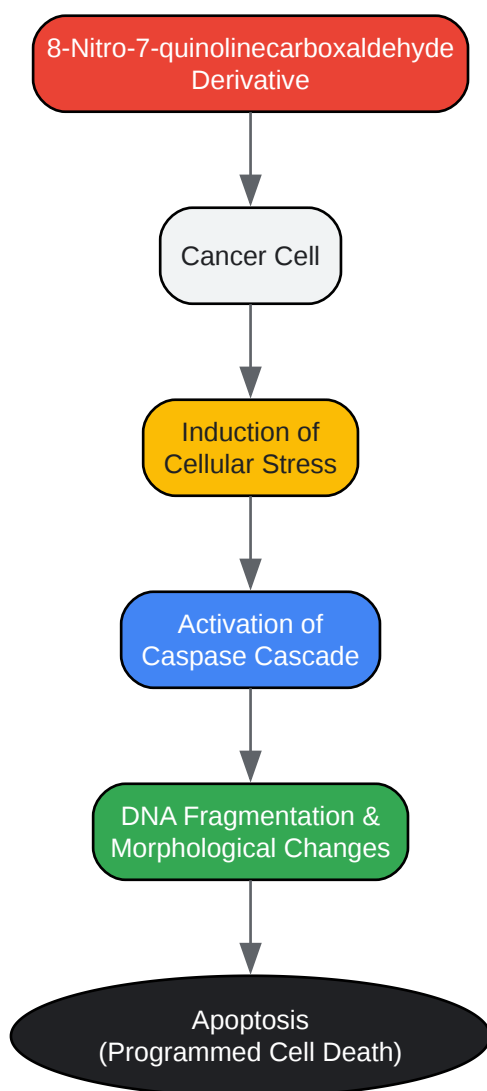 8-Nitro-7-quinolinecarboxaldehyde
Derivative
Cancer Cell
Induction of
Cellular Stress
Activation of
Caspase Cascade
DNA Fragmentation &
Morphological Changes
Apoptosis
(Programmed Cell Death)